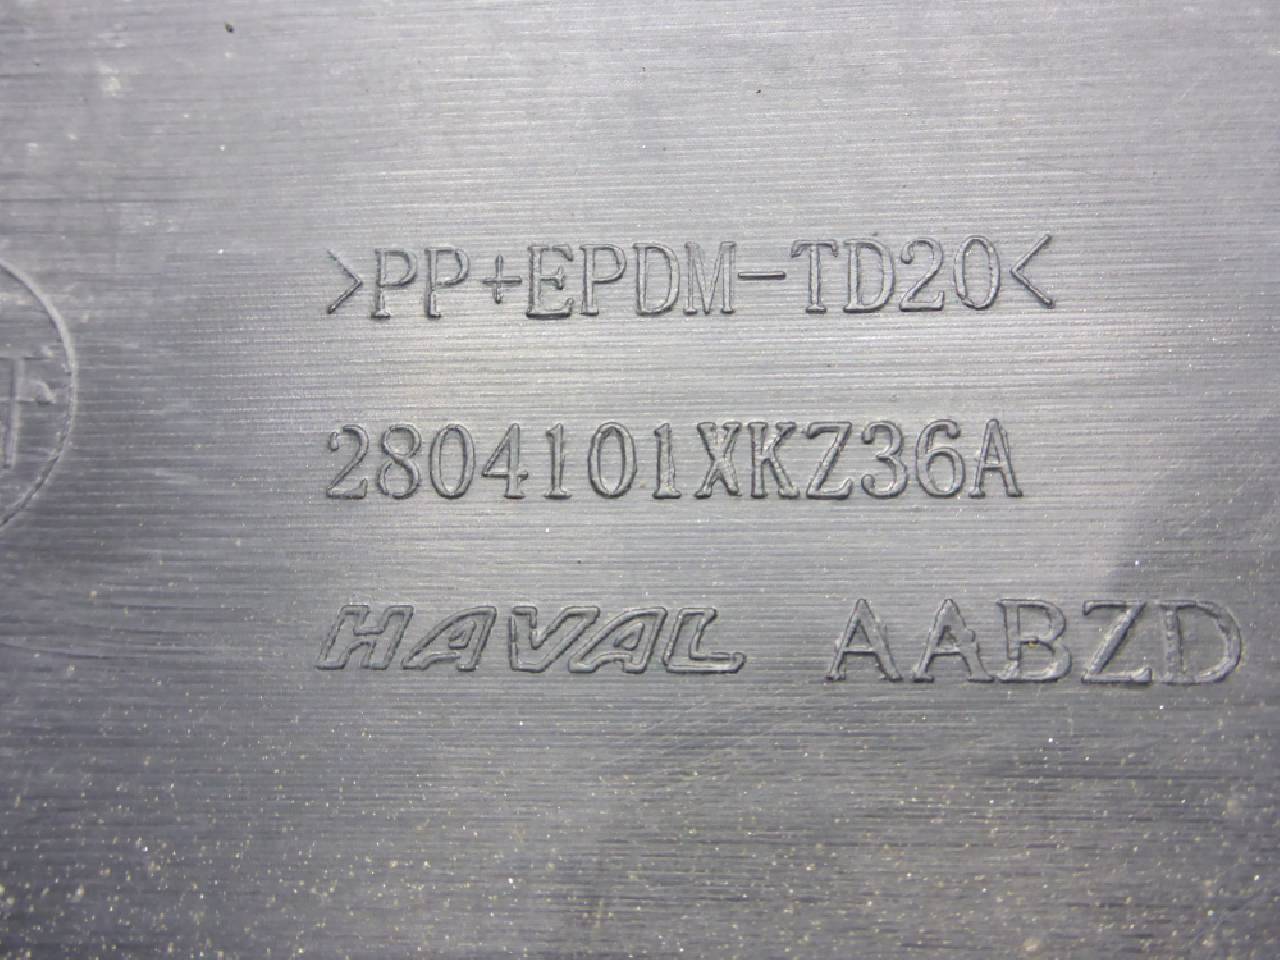 >PP+EPDM-TD20<
2804101XKZ36A
HAVAL AABZD